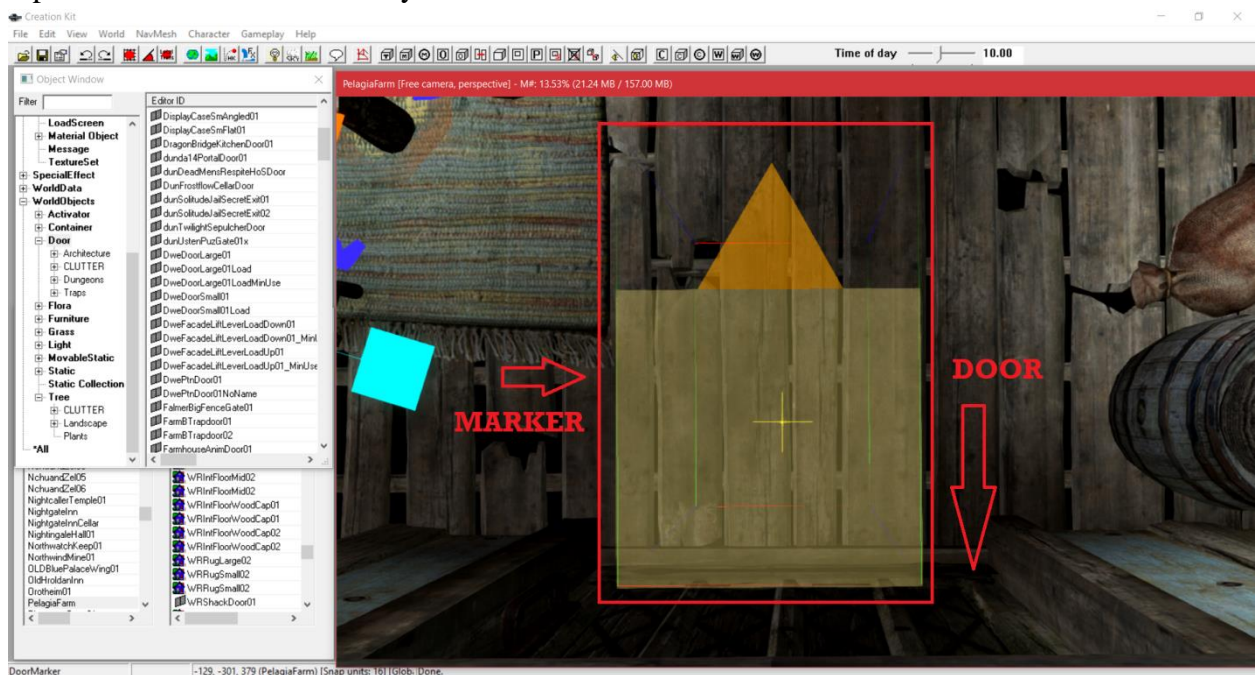 Creation Kit
File Edit View World NavMesh Character Gameplay Help
Time of day 10.00
Object Window
PelagiaFarm [Free camera, perspective] - M#: 13.53% (21.24 MB / 157.00 MB)
Filter
Editor ID
LoadScreen
Material Object
Message
TextureSet
SpecialEffect
WorldData
WorldObjects
Activator
Container
Door
Architecture
CLUTTER
Dungeons
Traps
Flora
Furniture
Grass
Light
MovableStatic
Static
Static Collection
Tree
CLUTTER
Landscape
Plants
*All
DisplayCaseSmAngled01
DisplayCaseSmFlat01
DragonBridgeKitchenDoor01
dunda14PortalDoor01
dunDeadMensRespiteHoSDoor
DunFrostflowCellarDoor
dunSolitudeJailSecretExit01
dunSolitudeJailSecretExit02
dunTwilightSepulcherDoor
dunUstenPuzGate01x
DweDoorLarge01
DweDoorLarge01Load
DweDoorLarge01LoadMinUse
DweDoorSmall01
DweDoorSmall01Load
DweFacadeLiftLeverLoadDown01
DweFacadeLiftLeverLoadDown01_MinU
DweFacadeLiftLeverLoadUp01
DweFacadeLiftLeverLoadUp01_MinUse
DwePtnDoor01
DwePtnDoor01NoName
FalmerBigFenceGate01
FarmBTrapdoor01
FarmBTrapdoor02
FarmhouseAnimDoor01
MARKER
DOOR
NchuandZel06
NightcallerTemple01
NightgateInn
NightgateInnCellar
NightingaleHall01
NorthwatchKeep01
NorthwindMine01
OLDBluePalaceWing01
OldHroldanInn
Orotheim01
PelagiaFarm
WRIntFloorMid02
WRIntFloorMid02
WRIntFloorWoodCap01
WRIntFloorWoodCap01
WRIntFloorWoodCap02
WRIntFloorWoodCap02
WRRugLarge02
WRRugSmall02
WRRugSmall02
WRShackDoor01
DoorMarker
-129, -301, 379 (PelagiaFarm) [Snap units: 16] [Glob. Done.